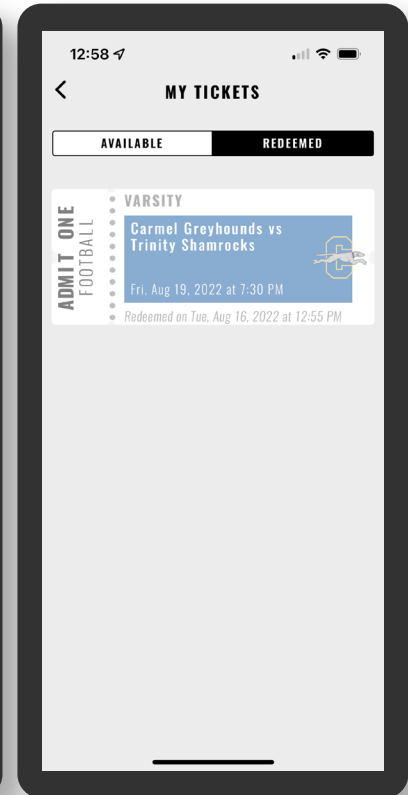 12:58
MY TICKETS
AVAILABLE
REDEEMED
ADMIT ONE
FOOTBALL
VARSITY
Carmel Greyhounds vs
Trinity Shamrocks
C
Fri, Aug 19, 2022 at 7:30 PM
Redeemed on Tue, Aug 16, 2022 at 12:55 PM